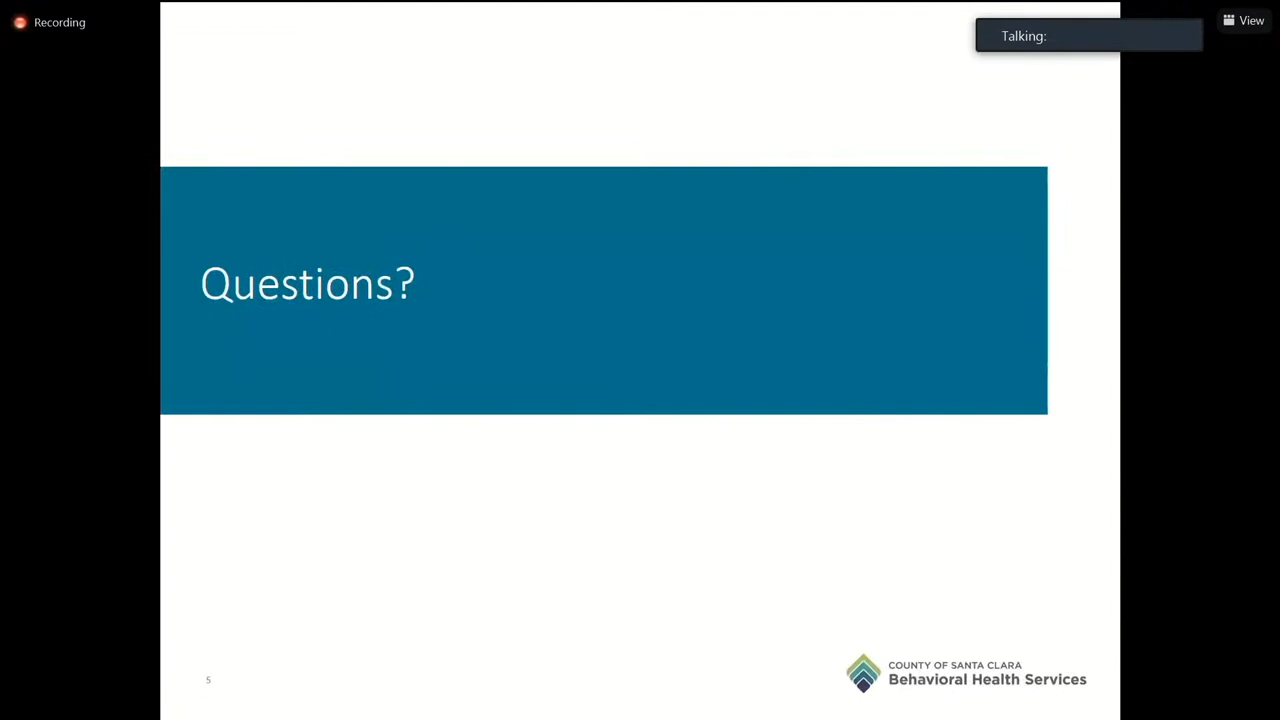 Recording
Talking:
View
Questions?
5
COUNTY OF SANTA CLARA
Behavioral Health Services